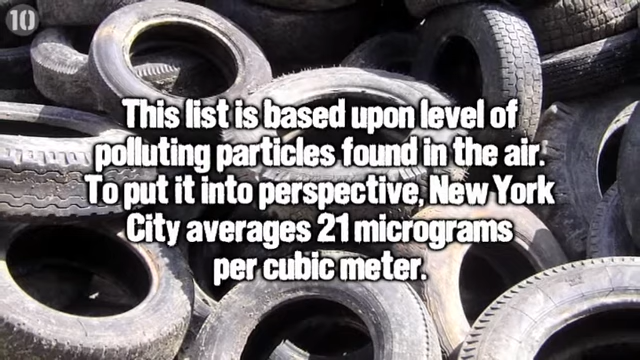 10
This list is based upon level of
polluting particles found in the air.
To put it into perspective, New York
City averages 21 micrograms
per cubic meter.